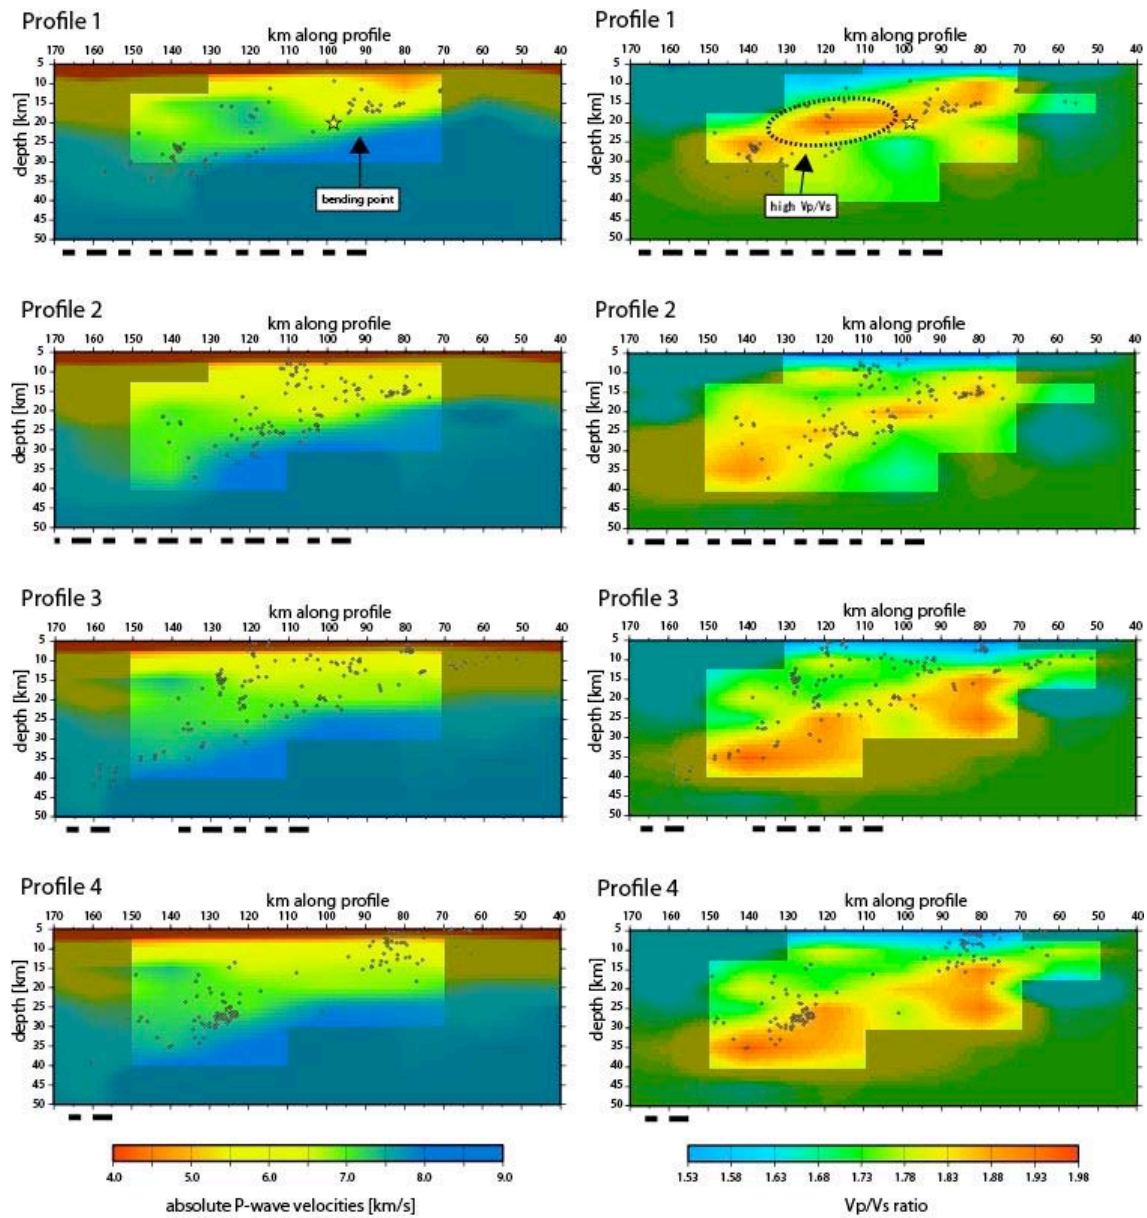 Profile 1
km along profile
170 160 150 140 130 120 110 100 90 80 70 60 50 40
5
10
15
20
25
30
35
40
45
50
depth [km]
bending point
Profile 1
km along profile
170 160 150 140 130 120 110 100 90 80 70 60 50 40
5
10
15
20
25
30
35
40
45
50
depth [km]
high Vp/Vs
Profile 2
km along profile
170 160 150 140 130 120 110 100 90 80 70 60 50 40
5
10
15
20
25
30
35
40
45
50
depth [km]
Profile 2
km along profile
170 160 150 140 130 120 110 100 90 80 70 60 50 40
5
10
15
20
25
30
35
40
45
50
depth [km]
Profile 3
km along profile
170 160 150 140 130 120 110 100 90 80 70 60 50 40
5
10
15
20
25
30
35
40
45
50
depth [km]
Profile 3
km along profile
170 160 150 140 130 120 110 100 90 80 70 60 50 40
5
10
15
20
25
30
35
40
45
50
depth [km]
Profile 4
km along profile
170 160 150 140 130 120 110 100 90 80 70 60 50 40
5
10
15
20
25
30
35
40
45
50
depth [km]
Profile 4
km along profile
170 160 150 140 130 120 110 100 90 80 70 60 50 40
5
10
15
20
25
30
35
40
45
50
depth [km]
4.0 5.0 6.0 7.0 8.0 9.0
absolute P-wave velocities [km/s]
1.53 1.58 1.63 1.68 1.73 1.78 1.83 1.88 1.93 1.98
Vp/Vs ratio